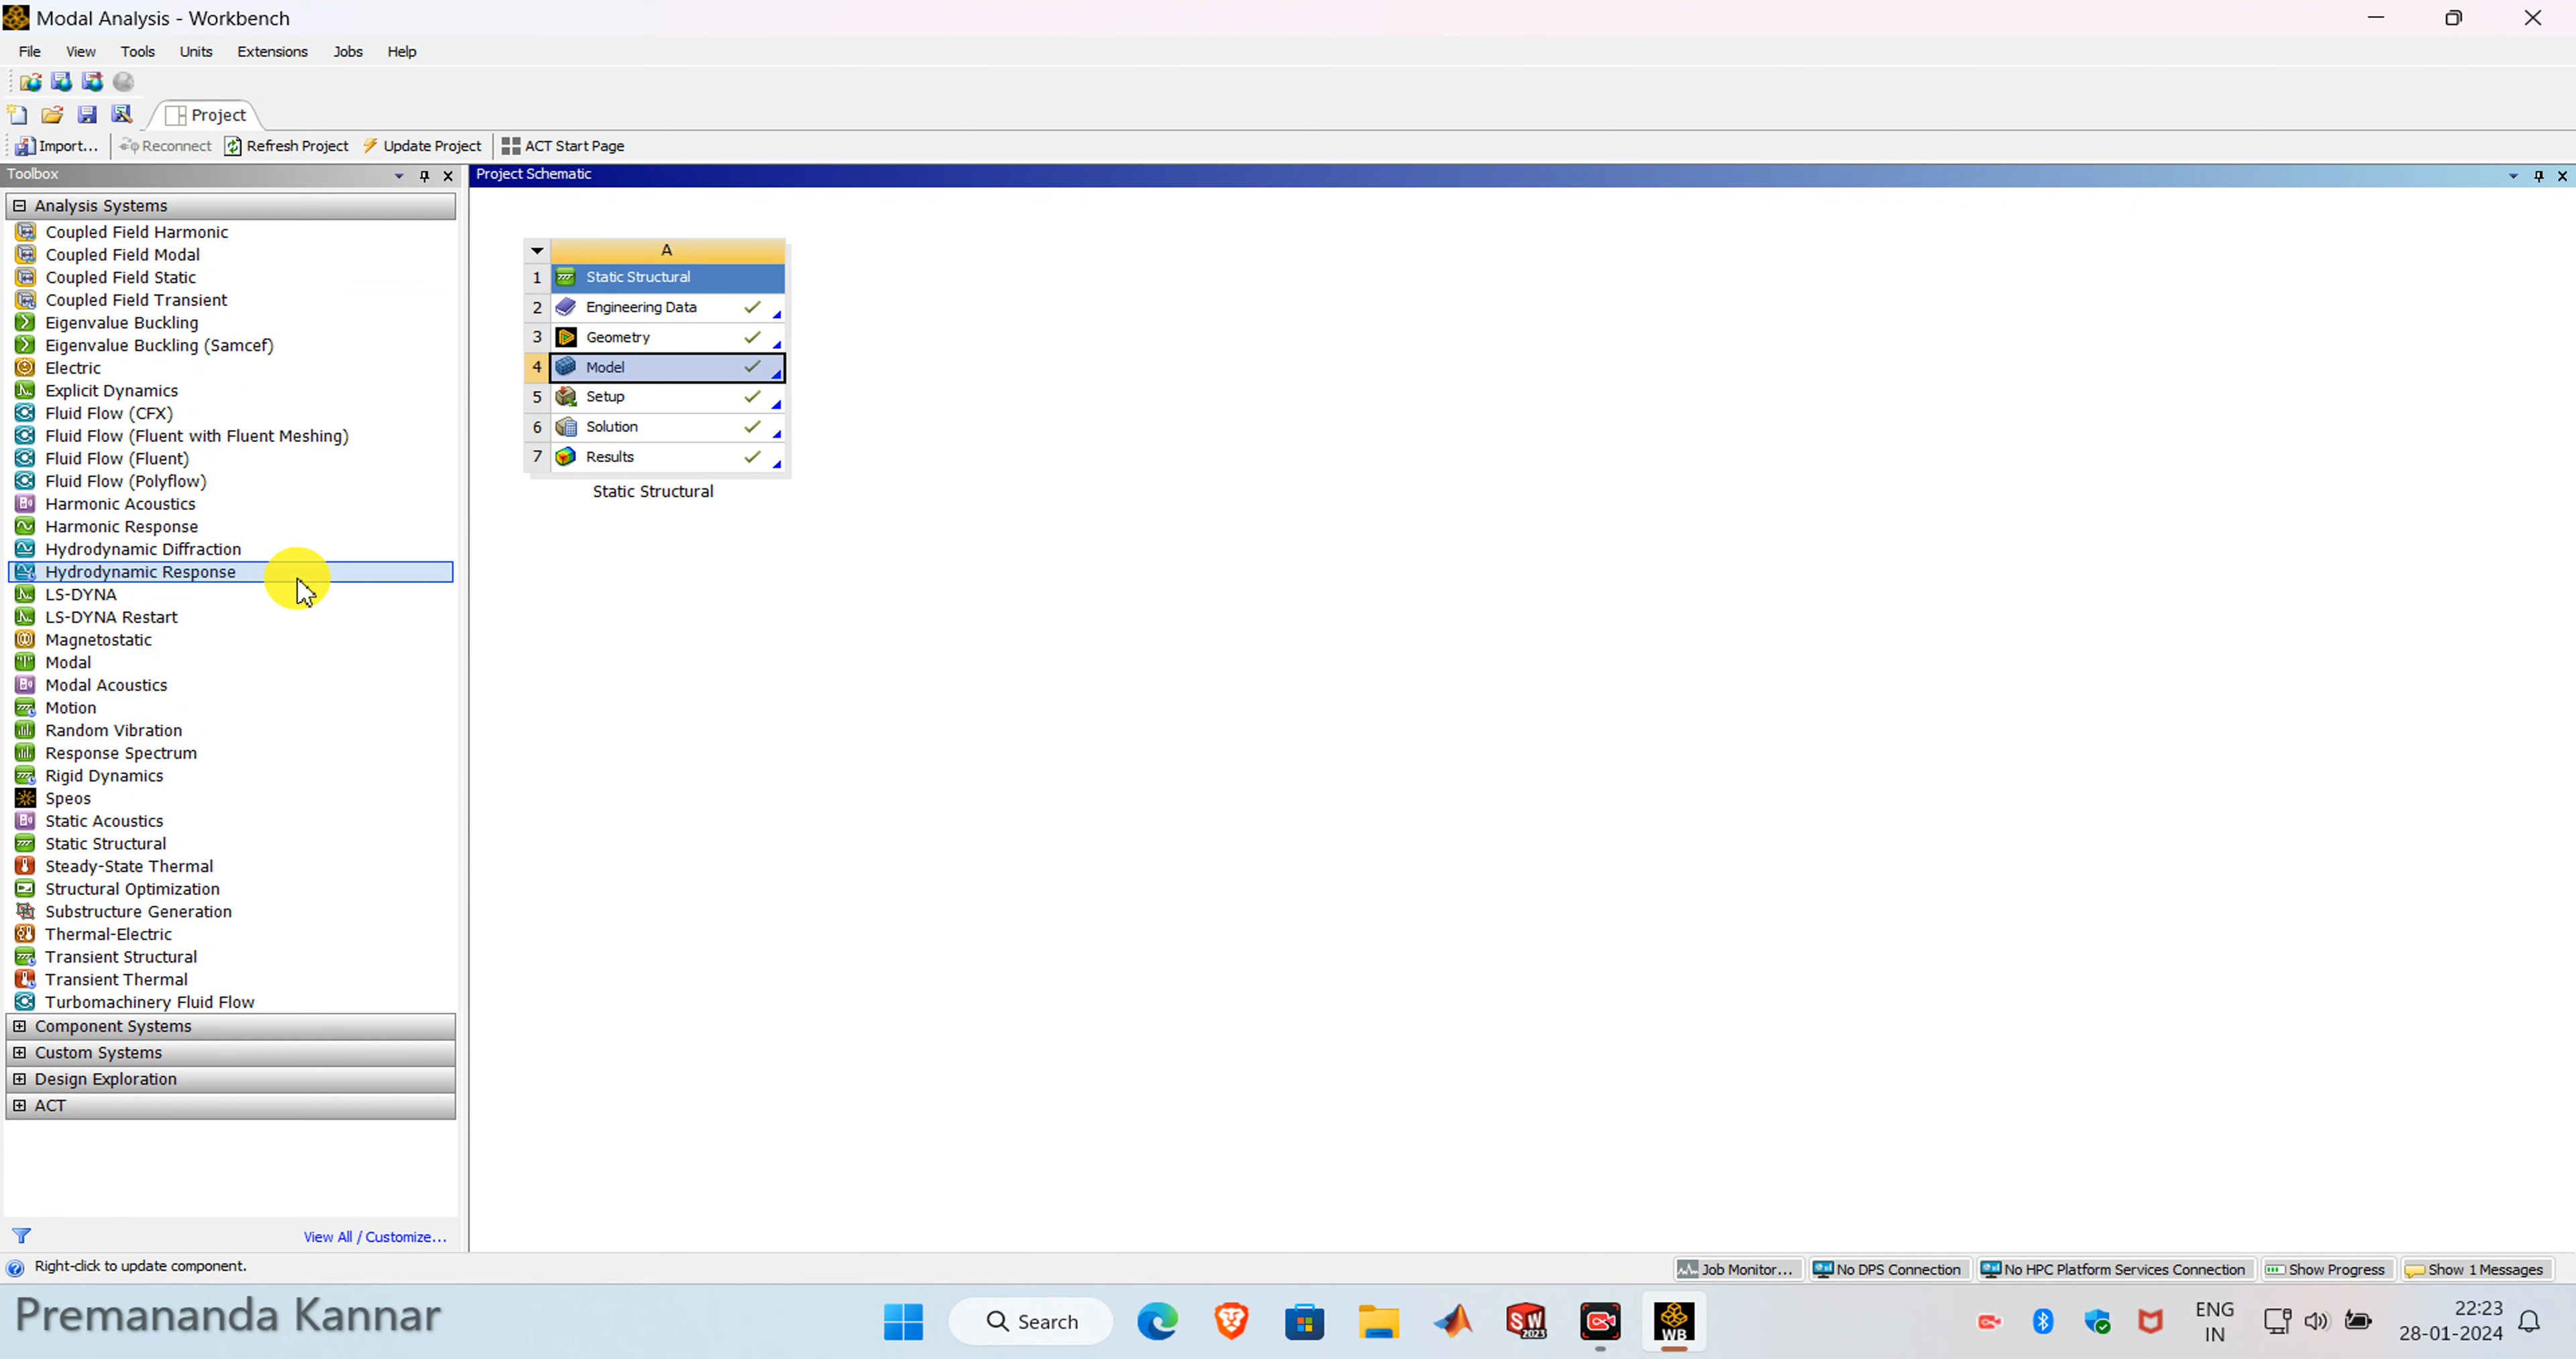 Modal Analysis - Workbench
File View Tools Units Extensions Jobs Help
Project
Import... Reconnect Refresh Project Update Project ACT Start Page
Toolbox
Analysis Systems
Coupled Field Harmonic
Coupled Field Modal
Coupled Field Static
Coupled Field Transient
Eigenvalue Buckling
Eigenvalue Buckling (Samcef)
Electric
Explicit Dynamics
Fluid Flow (CFX)
Fluid Flow (Fluent with Fluent Meshing)
Fluid Flow (Fluent)
Fluid Flow (Polyflow)
Harmonic Acoustics
Harmonic Response
Hydrodynamic Diffraction
Hydrodynamic Response
LS-DYNA
LS-DYNA Restart
Magnetostatic
Modal
Modal Acoustics
Motion
Random Vibration
Response Spectrum
Rigid Dynamics
Speos
Static Acoustics
Static Structural
Steady-State Thermal
Structural Optimization
Substructure Generation
Thermal-Electric
Transient Structural
Transient Thermal
Turbomachinery Fluid Flow
Component Systems
Custom Systems
Design Exploration
ACT
View All / Customize...
Project Schematic
A
1 Static Structural
2 Engineering Data
3 Geometry
4 Model
5 Setup
6 Solution
7 Results
Static Structural
Right-click to update component.
Job Monitor... No DPS Connection No HPC Platform Services Connection Show Progress Show 1 Messages
Premananda Kannar
Search
SW
2023
WB
ENG
IN
22:23
28-01-2024